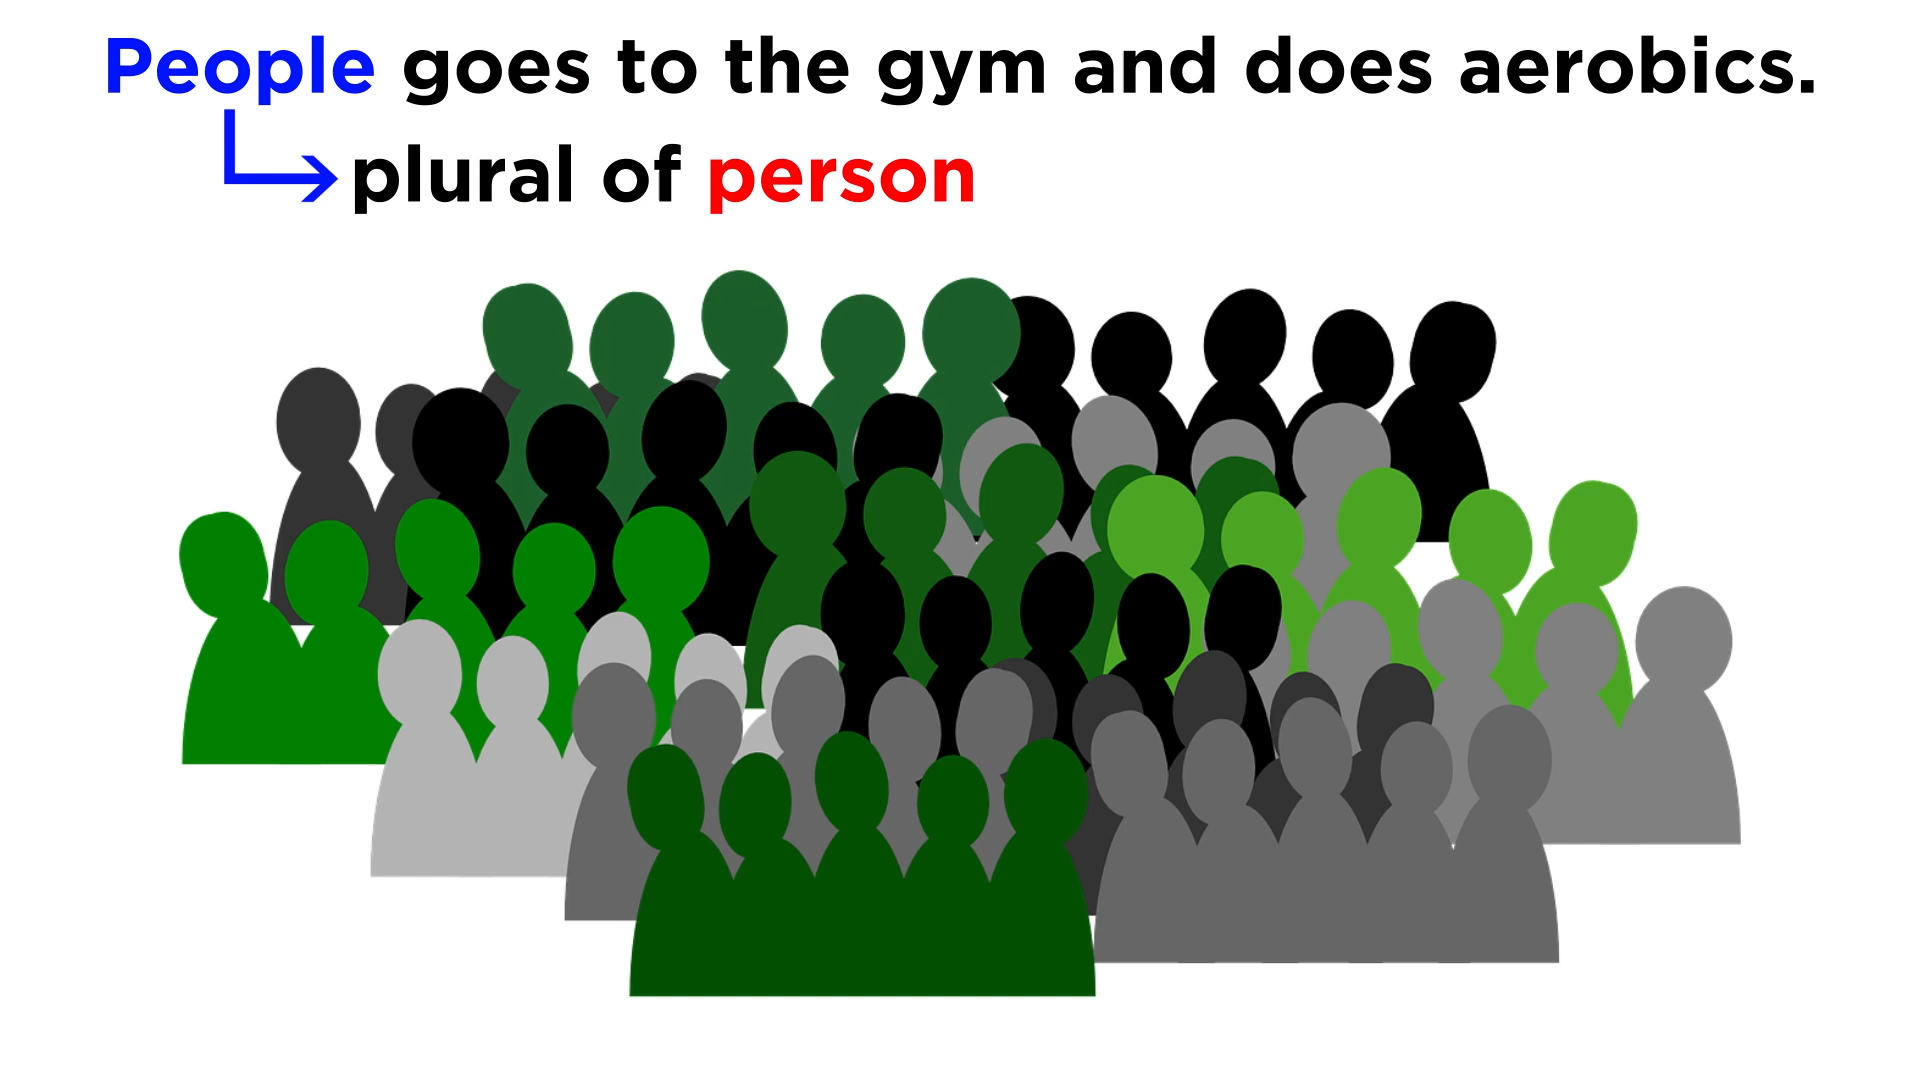 People goes to the gym and does aerobics.
plural of person